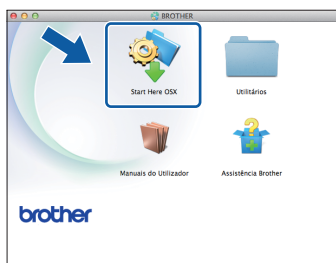 BROTHER
Start Here OSX
Utilitários
Manuais do Utilizador
Assistência Brother
brother